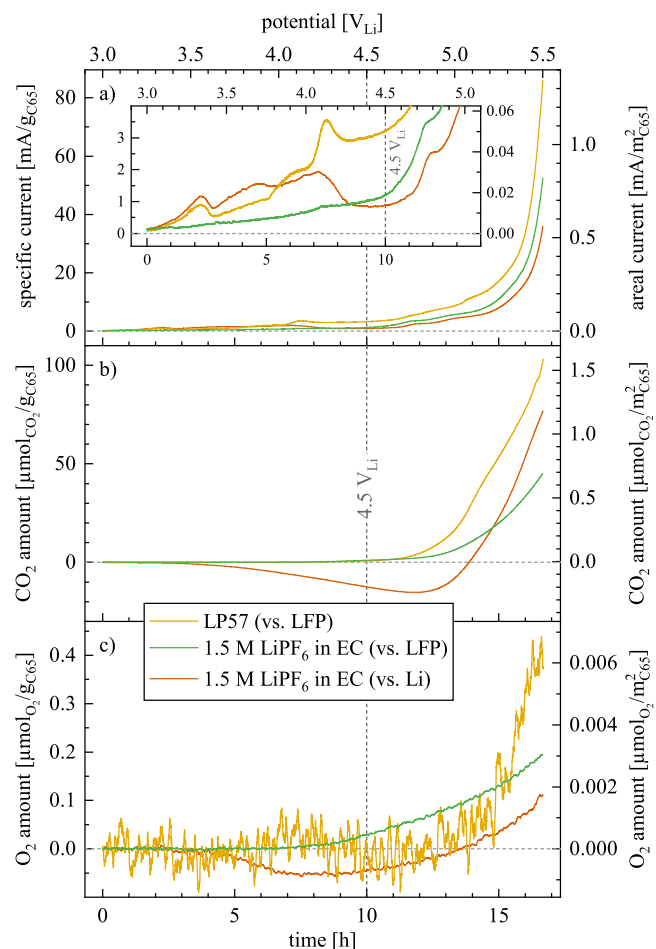 potential [V_Li]
3.0 3.5 4.0 4.5 5.0 5.5
a)
specific current [mA/g_C65]
80
60
40
20
0
areal current [mA/m²_C65]
1.0
0.5
0.0
3.0 3.5 4.0 4.5 5.0
3
2
1
0
0.06
0.04
0.02
0.00
4.5 V_Li
0 5 10
b)
CO₂ amount [µmol_CO₂/g_C65]
100
50
0
CO₂ amount [µmol_CO₂/m²_C65]
1.5
1.0
0.5
0.0
4.5 V_Li
LP57 (vs. LFP)
1.5 M LiPF₆ in EC (vs. LFP)
1.5 M LiPF₆ in EC (vs. Li)
c)
O₂ amount [µmol_O₂/g_C65]
0.4
0.3
0.2
0.1
0.0
O₂ amount [µmol_O₂/m²_C65]
0.006
0.004
0.002
0.000
0 5 10 15
time [h]